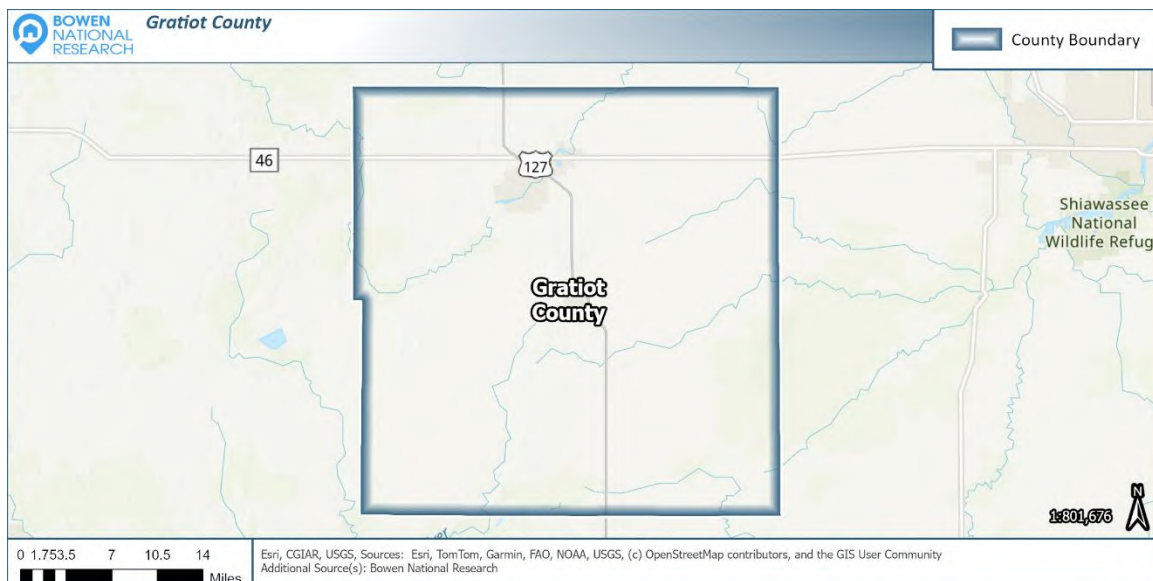 BOWEN
NATIONAL
RESEARCH
Gratiot County
County Boundary
46
127
Shiawassee
National
Wildlife Refug
Gratiot
County
N
1:801,676
0 1.753.5 7 10.5 14
Miles
Esri, CGIAR, USGS, Sources: Esri, TomTom, Garmin, FAO, NOAA, USGS, (c) OpenStreetMap contributors, and the GIS User Community
Additional Source(s): Bowen National Research